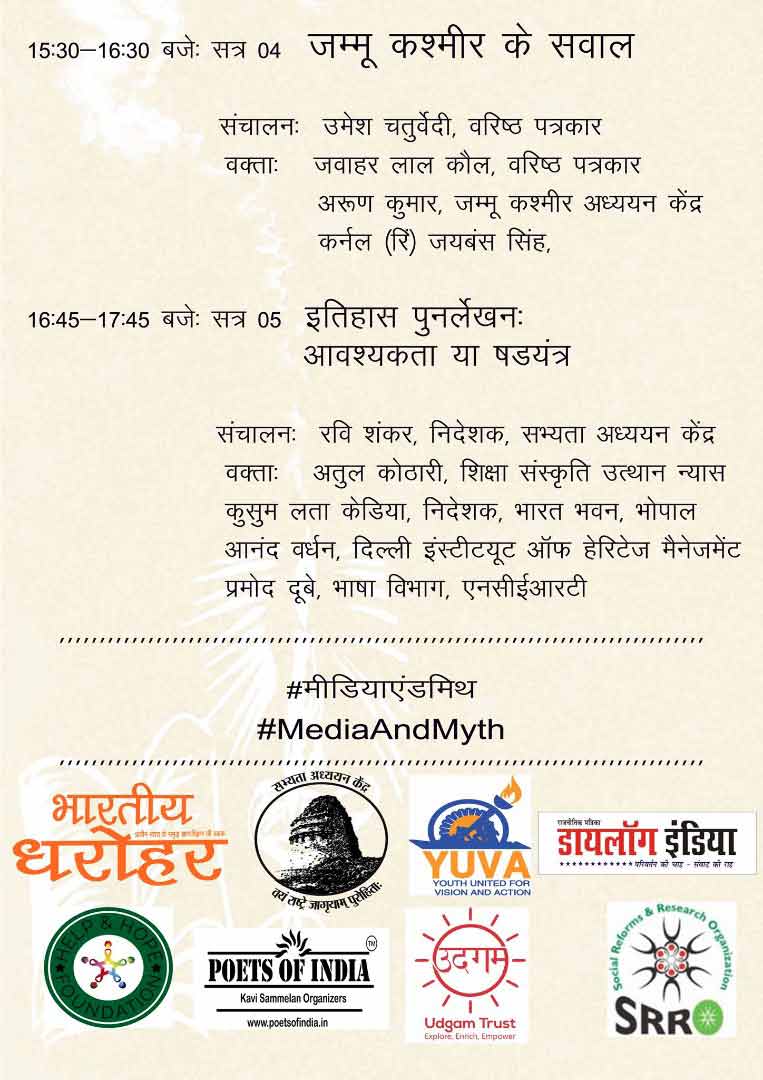 15:30–16:30 बजेः सत्र 04 जम्मू कश्मीर के सवाल
संचालनः उमेश चतुर्वेदी, वरिष्ठ पत्रकार
वक्ताः जवाहर लाल कौल, वरिष्ठ पत्रकार
अरूण कुमार, जम्मू कश्मीर अध्ययन केंद्र
कर्नल (रिं) जयबंस सिंह,
16:45–17:45 बजेः सत्र 05 इतिहास पुनर्लेखनः
आवश्यकता या षडयंत्र
संचालनः रवि शंकर, निदेशक, सभ्यता अध्ययन केंद्र
वक्ताः अतुल कोठारी, शिक्षा संस्कृति उत्थान न्यास
कुसुम लता केडिया, निदेशक, भारत भवन, भोपाल
आनंद वर्धन, दिल्ली इंस्टीटयूट ऑफ हेरिटेज मैनेजमेंट
प्रमोद दूबे, भाषा विभाग, एनसीईआरटी
#मीडियाएंडमिथ
#MediaAndMyth
भारतीय
धरोहर
सभ्यता अध्ययन केंद्र
वयं राष्ट्रे जागृयाम् पुरोहिताः
YUVA
YOUTH UNITED FOR
VISION AND ACTION
राजनीतिक पत्रिका
डायलॉग इंडिया
परिवर्तन की चाह - संवाद की राह
HELP & HOPE
FOUNDATION
POETS OF INDIA
TM
Kavi Sammelan Organizers
www.poetsofindia.in
उदगम
Udgam Trust
Explore, Enrich, Empower
Social Reforms & Research Organization
SRRO